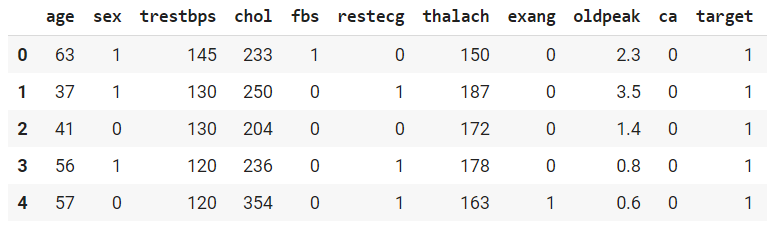 age sex trestbps chol fbs restecg thalach exang oldpeak ca target
0 63 1 145 233 1 0 150 0 2.3 0 1
1 37 1 130 250 0 1 187 0 3.5 0 1
2 41 0 130 204 0 0 172 0 1.4 0 1
3 56 1 120 236 0 1 178 0 0.8 0 1
4 57 0 120 354 0 1 163 1 0.6 0 1